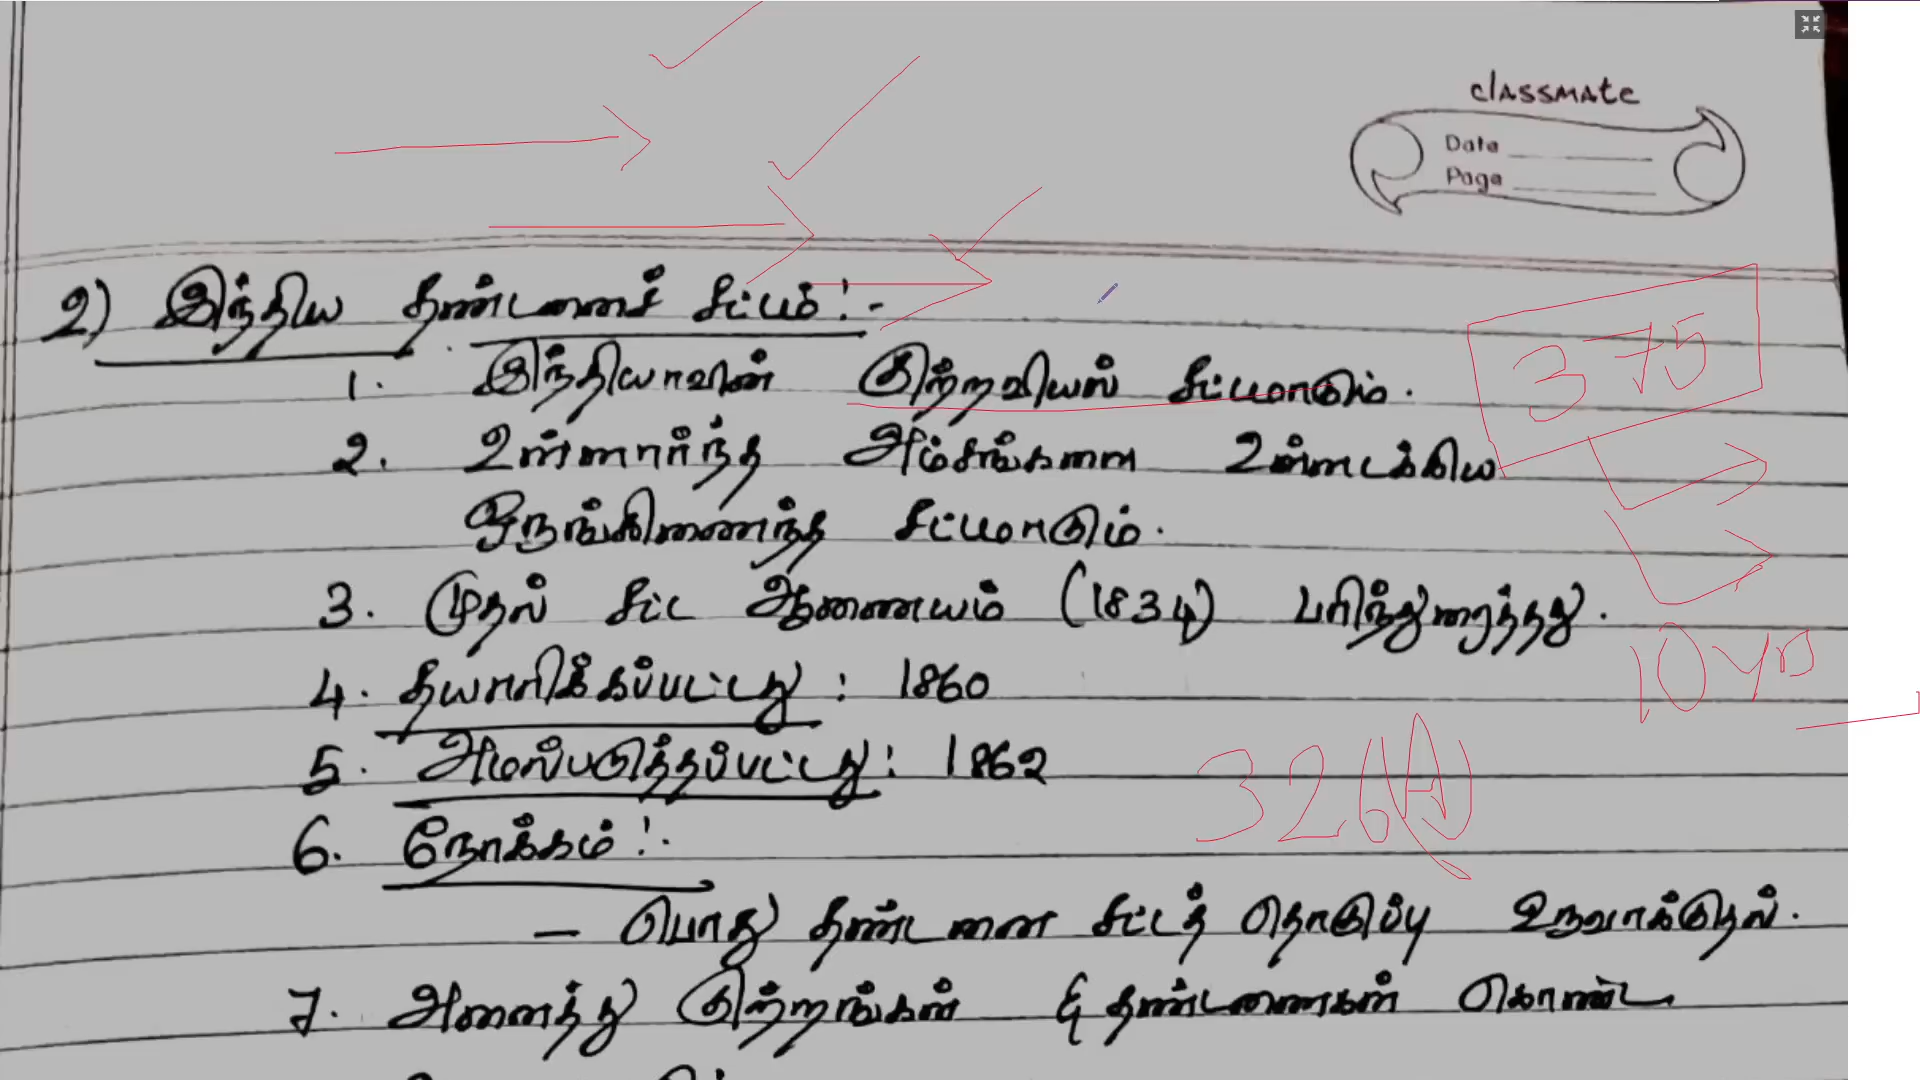 classmate
Date
Page
2) இந்திய தண்டனைச் சட்டம் :-
1. இந்தியாவின் குற்றவியல் சட்டமாகும்.
375
2. உள்ளார்ந்த அம்சங்களை உள்ளடக்கிய
ஒருங்கிணைந்த சட்டமாகும்.
3. முதல் சட்ட ஆணையம் (1834) பரிந்துரைத்தது.
10 yrs
4. தயாரிக்கப்பட்டது : 1860
5. அமல்படுத்தப்பட்டது : 1862
326(A)
6. நோக்கம் :-
– பொது தண்டனை சட்டத் தொகுப்பு உருவாக்குதல்.
7. அனைத்து குற்றங்கள் & தண்டனைகள் கொண்ட